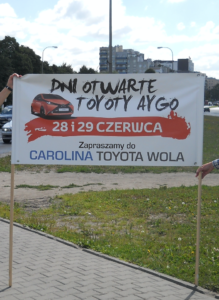 DNI OTWARTE
TOYOTY AYGO
28 i 29 CZERWCA
Zapraszamy do
CAROLINA TOYOTA WOLA